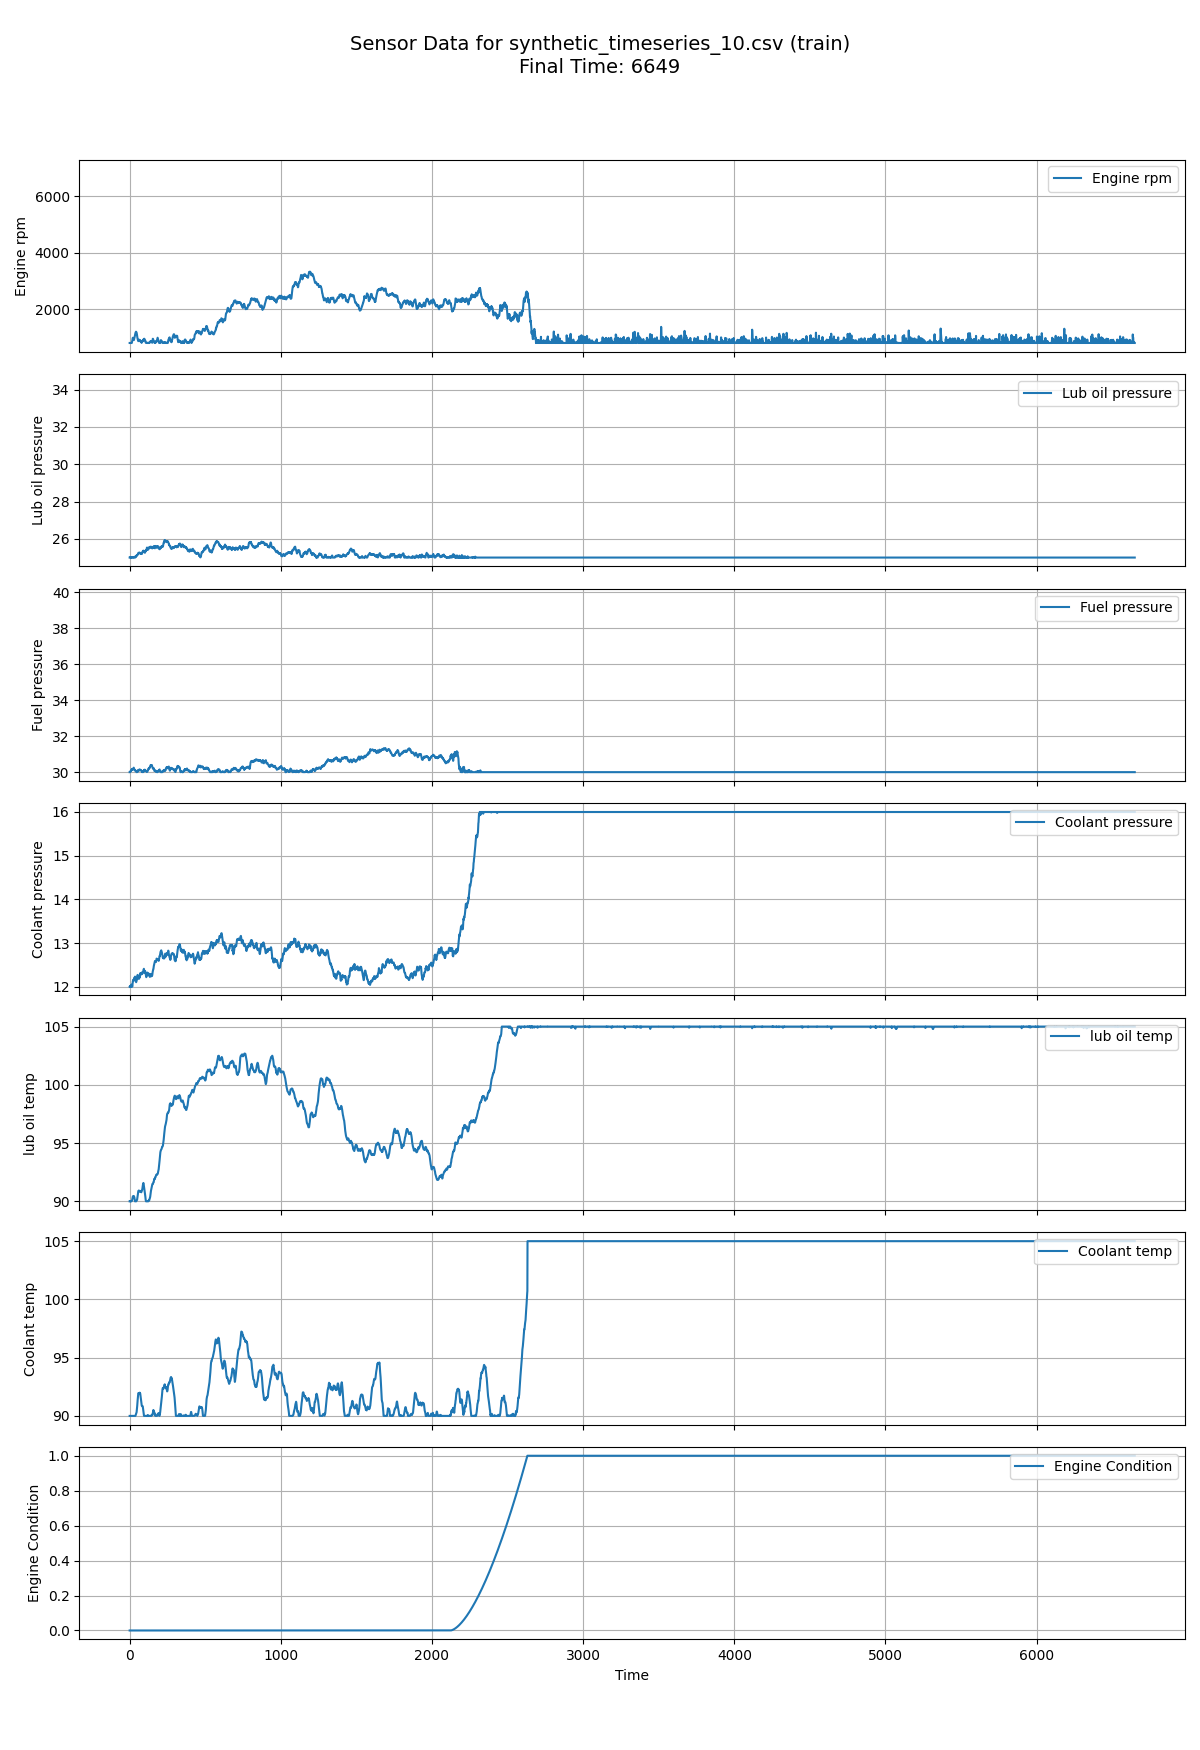 Sensor Data for synthetic_timeseries_10.csv (train)
Final Time: 6649
Engine rpm
6000
4000
2000
Engine rpm
Lub oil pressure
34
32
30
28
26
Lub oil pressure
Fuel pressure
40
38
36
34
32
30
Fuel pressure
Coolant pressure
16
15
14
13
12
Coolant pressure
lub oil temp
105
100
95
90
lub oil temp
Coolant temp
105
100
95
90
Coolant temp
Engine Condition
1.0
0.8
0.6
0.4
0.2
0.0
Engine Condition
0 1000 2000 3000 4000 5000 6000
Time